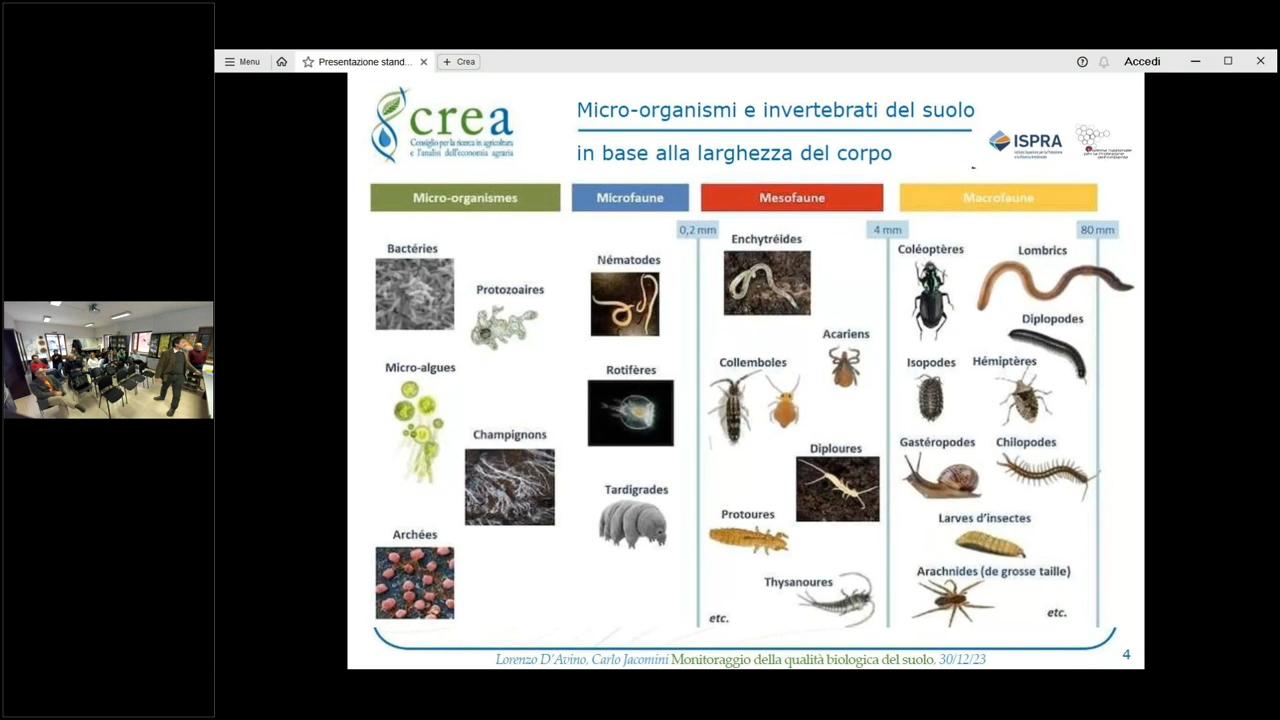 Menu
Presentazione stand...
Crea
Accedi
crea
Consiglio per la ricerca in agricoltura
e l'analisi dell'economia agraria
Micro-organismi e invertebrati del suolo
in base alla larghezza del corpo
ISPRA
Micro-organismes
Microfaune
Mesofaune
Macrofaune
0,2 mm
4 mm
80 mm
Bactéries
Protozoaires
Micro-algues
Champignons
Archées
Nématodes
Rotifères
Tardigrades
Enchytréides
Acariens
Collemboles
Diploures
Protoures
Thysanoures
etc.
Coléoptères
Lombrics
Diplopodes
Isopodes
Hémiptères
Gastéropodes
Chilopodes
Larves d'insectes
Arachnides (de grosse taille)
etc.
Lorenzo D'Avino, Carlo Jacomini Monitoraggio della qualità biologica del suolo, 30/12/23
4